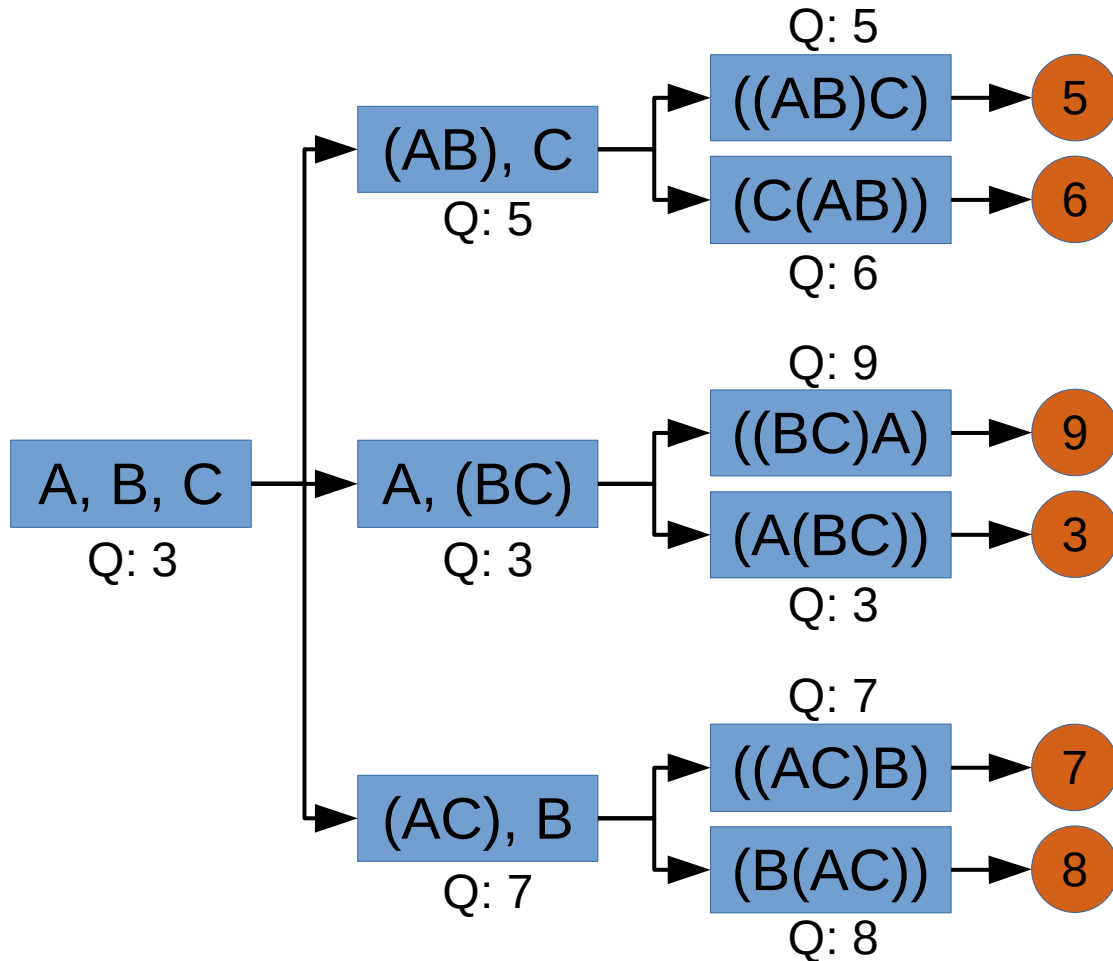 Q: 5
((AB)C)
5
(AB), C
Q: 5
(C(AB))
6
Q: 6
Q: 9
((BC)A)
9
A, B, C
Q: 3
A, (BC)
Q: 3
(A(BC))
3
Q: 3
Q: 7
((AC)B)
7
(AC), B
Q: 7
(B(AC))
8
Q: 8